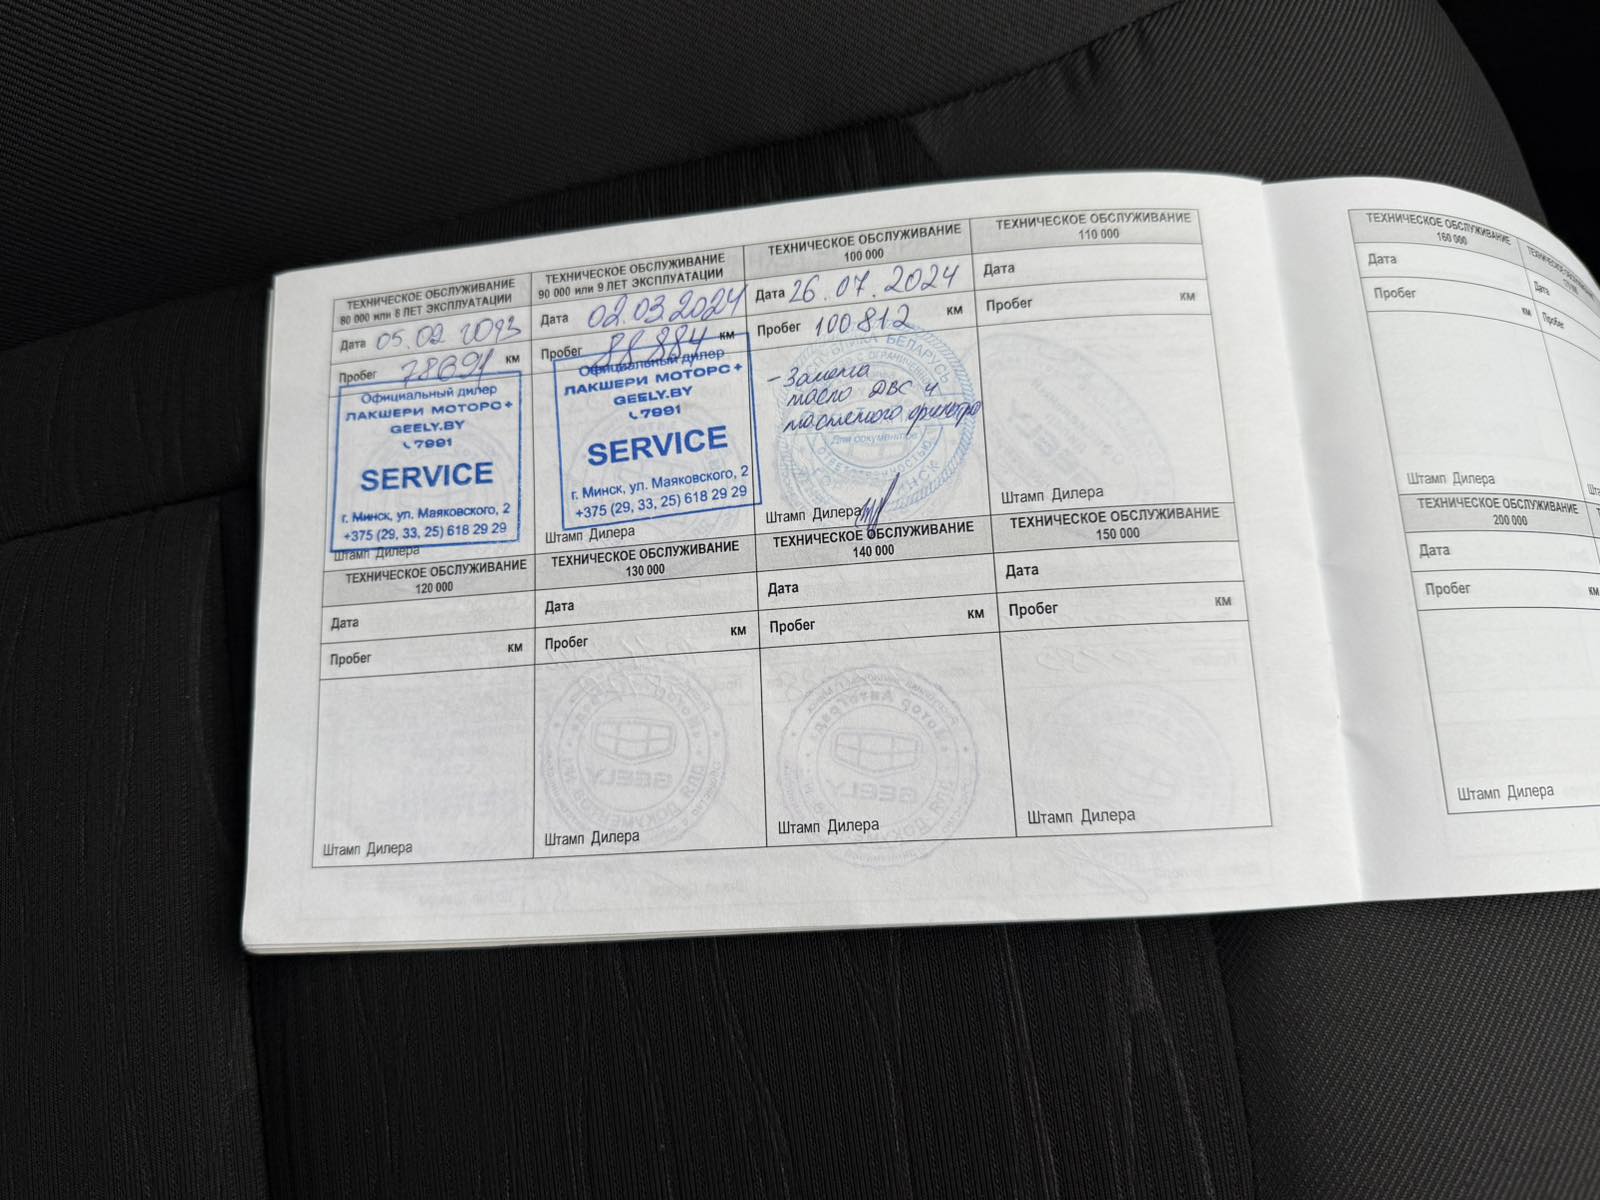 ТЕХНИЧЕСКОЕ ОБСЛУЖИВАНИЕ
80 000 или 8 ЛЕТ ЭКСПЛУАТАЦИИ
Дата 05.09 2023
Пробег 78691 км
Официальный дилер
ЛАКШЕРИ МОТОРС+
GEELY.BY
7991
SERVICE
г. Минск, ул. Маяковского, 2
+375 (29, 33, 25) 618 29 29
Штамп Дилера
ТЕХНИЧЕСКОЕ ОБСЛУЖИВАНИЕ
90 000 или 9 ЛЕТ ЭКСПЛУАТАЦИИ
Дата 02.03.2024
Пробег 88884 км
Официальный дилер
ЛАКШЕРИ МОТОРС+
GEELY.BY
7991
SERVICE
г. Минск, ул. Маяковского, 2
+375 (29, 33, 25) 618 29 29
Штамп Дилера
ТЕХНИЧЕСКОЕ ОБСЛУЖИВАНИЕ
100 000
Дата 26.07.2024
Пробег 100812 км
- Замена
масло ДВС и
масляного фильтра
Для документов
Штамп Дилера
ТЕХНИЧЕСКОЕ ОБСЛУЖИВАНИЕ
110 000
Дата
Пробег км
Штамп Дилера
ТЕХНИЧЕСКОЕ ОБСЛУЖИВАНИЕ
120 000
Дата
Пробег км
Штамп Дилера
ТЕХНИЧЕСКОЕ ОБСЛУЖИВАНИЕ
130 000
Дата
Пробег км
Штамп Дилера
ТЕХНИЧЕСКОЕ ОБСЛУЖИВАНИЕ
140 000
Дата
Пробег км
Штамп Дилера
ТЕХНИЧЕСКОЕ ОБСЛУЖИВАНИЕ
150 000
Дата
Пробег км
Штамп Дилера
ТЕХНИЧЕСКОЕ ОБСЛУЖИВАНИЕ
160 000
Дата
Пробег км
Штамп Дилера
Дата
Пробег
ТЕХНИЧЕСКОЕ ОБСЛУЖИВАНИЕ
200 000
Дата
Пробег км
Штамп Дилера